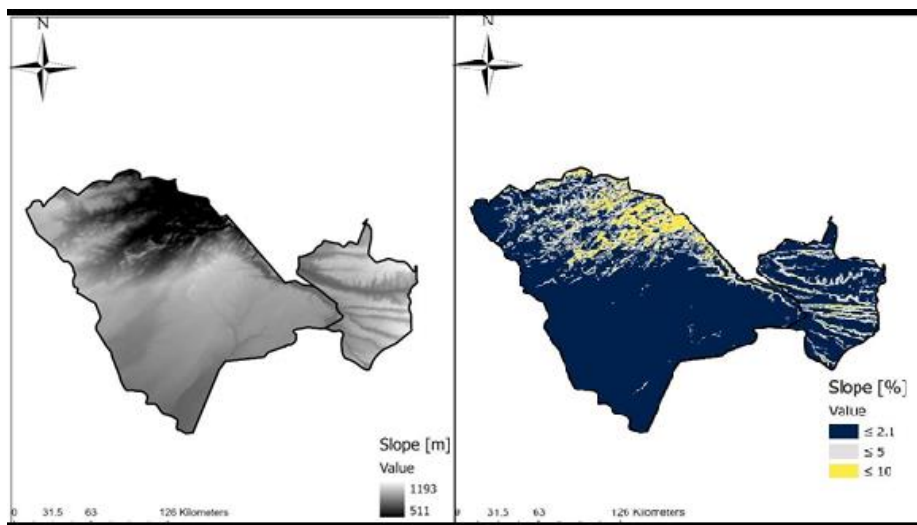 N
Slope [m]
Value
1193
511
0 31.5 63 126 Kilometers
N
Slope [%]
Value
≤ 2.1
≤ 5
≤ 10
0 31.5 63 126 Kilometers